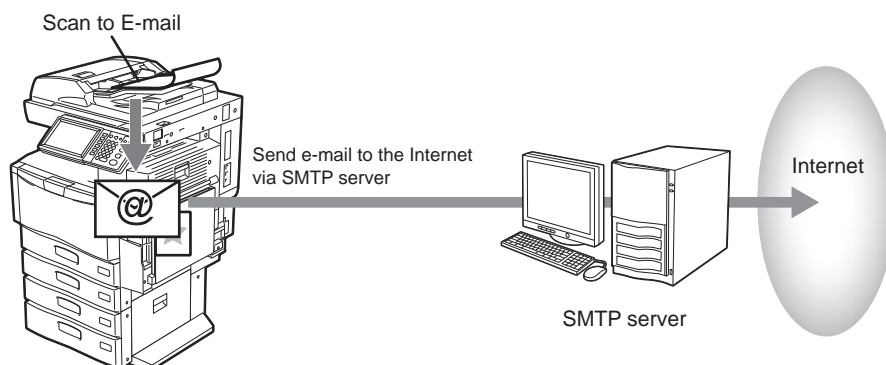 Scan to E-mail
Send e-mail to the Internet
via SMTP server
Internet
@
SMTP server